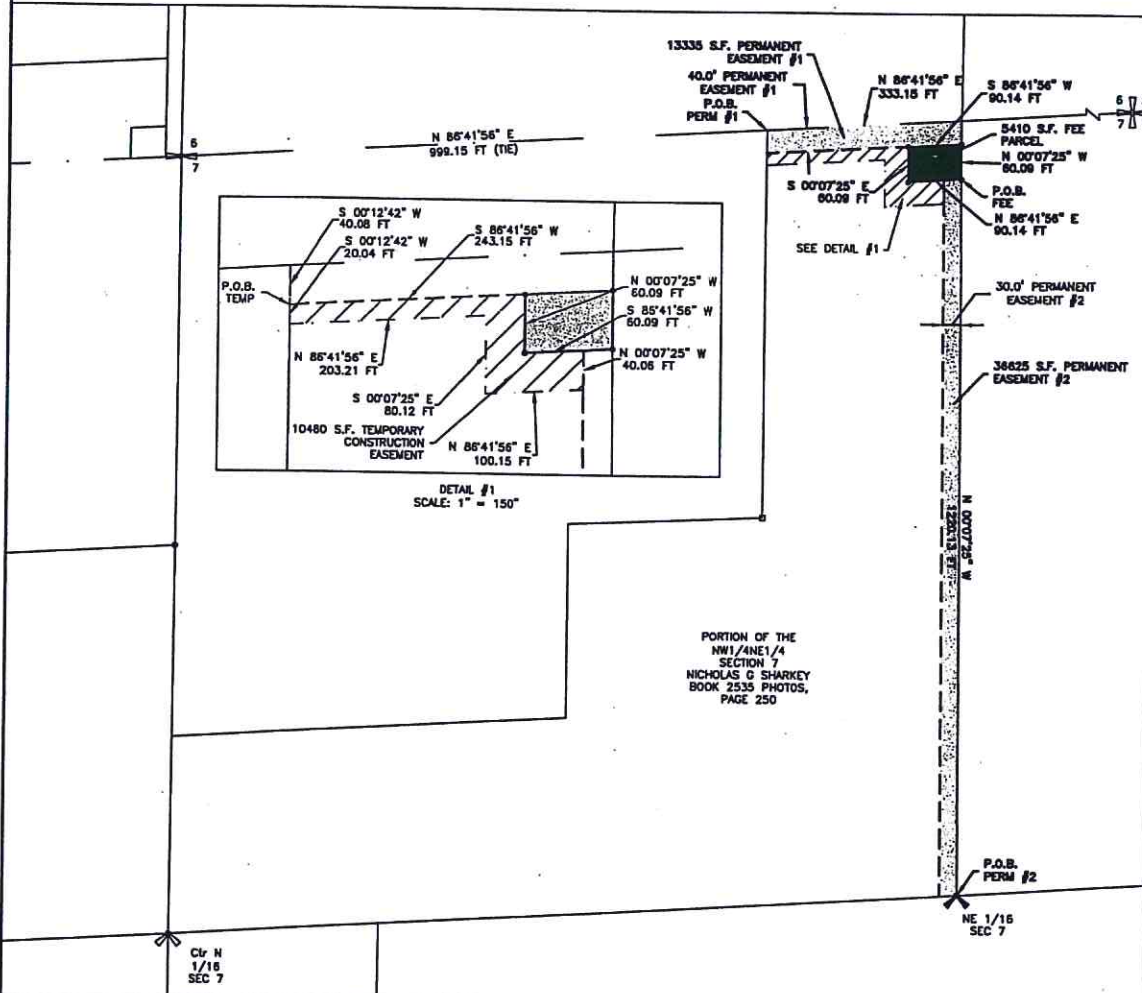 13335 S.F. PERMANENT
EASEMENT #1
40.0' PERMANENT
EASEMENT #1
P.O.B.
PERM #1
N 86°41'56" E
333.15 FT
S 86°41'56" W
90.14 FT
6
7
5410 S.F. FEE
PARCEL
N 00°07'25" W
60.09 FT
P.O.B.
FEE
N 86°41'56" E
90.14 FT
S 00°07'25" E
60.09 FT
SEE DETAIL #1
N 86°41'56" E
999.15 FT (TIE)
6
7
S 00°12'42" W
40.08 FT
S 00°12'42" W
20.04 FT
S 86°41'56" W
243.15 FT
P.O.B.
TEMP
N 00°07'25" W
60.09 FT
S 85°41'56" W
60.09 FT
N 00°07'25" W
40.06 FT
N 86°41'56" E
203.21 FT
S 00°07'25" E
80.12 FT
10480 S.F. TEMPORARY
CONSTRUCTION
EASEMENT
N 86°41'56" E
100.15 FT
DETAIL #1
SCALE: 1" = 150"
30.0' PERMANENT
EASEMENT #2
36625 S.F. PERMANENT
EASEMENT #2
N 00°07'25" W
1220.13 FT
PORTION OF THE
NW1/4NE1/4
SECTION 7
NICHOLAS G SHARKEY
BOOK 2535 PHOTOS,
PAGE 250
P.O.B.
PERM #2
NE 1/16
SEC 7
Ctr N
1/16
SEC 7